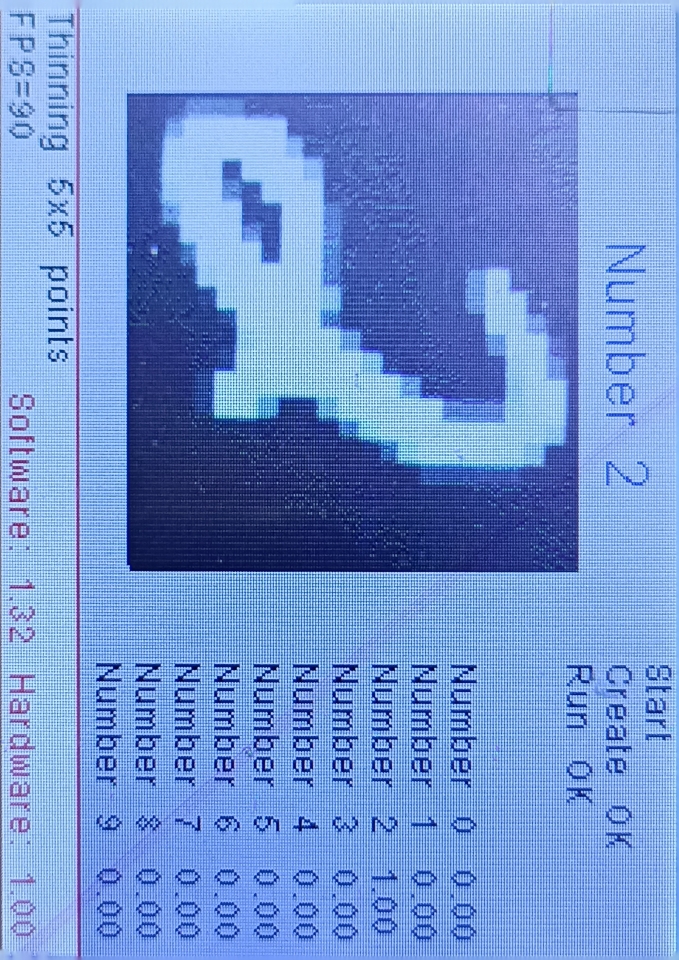 Number 2
Start
Create OK
Run OK
Number 0 0.00
Number 1 0.00
Number 2 1.00
Number 3 0.00
Number 4 0.00
Number 5 0.00
Number 6 0.00
Number 7 0.00
Number 8 0.00
Number 9 0.00
Thinning 5x5 points
FPS=90
Software: 1.32 Hardware: 1.00